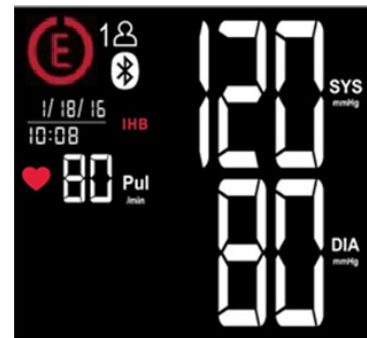 E 1
120 SYS
mmHg
1/18/16
10:08
IHB
80 Pul
/min
80 DIA
mmHg